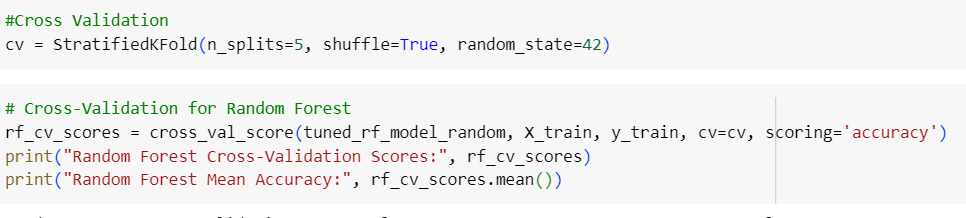 #Cross Validation
cv = StratifiedKFold(n_splits=5, shuffle=True, random_state=42)
# Cross-Validation for Random Forest
rf_cv_scores = cross_val_score(tuned_rf_model_random, X_train, y_train, cv=cv, scoring='accuracy')
print("Random Forest Cross-Validation Scores:", rf_cv_scores)
print("Random Forest Mean Accuracy:", rf_cv_scores.mean())